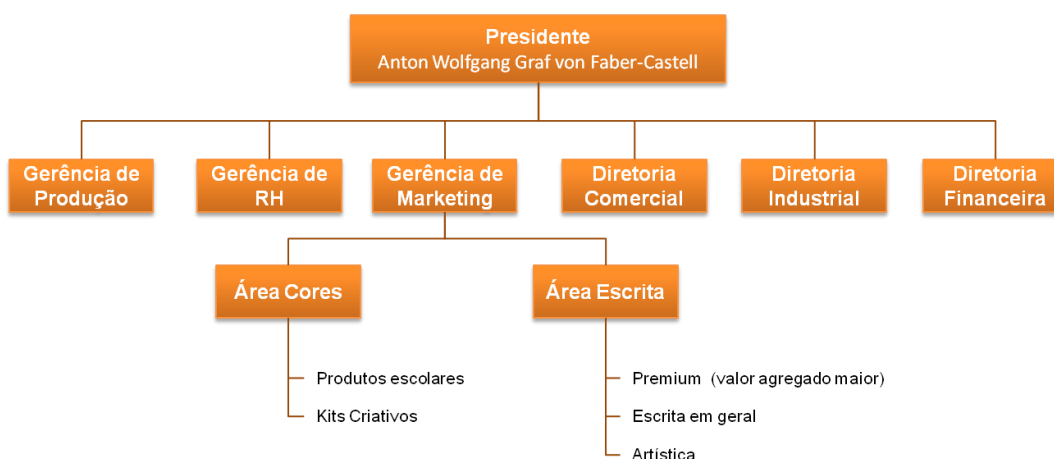 Presidente
Anton Wolfgang Graf von Faber-Castell
Gerência de
Produção
Gerência de
RH
Gerência de
Marketing
Diretoria
Comercial
Diretoria
Industrial
Diretoria
Financeira
Área Cores
Área Escrita
Produtos escolares
Kits Criativos
Premium (valor agregado maior)
Escrita em geral
Artística